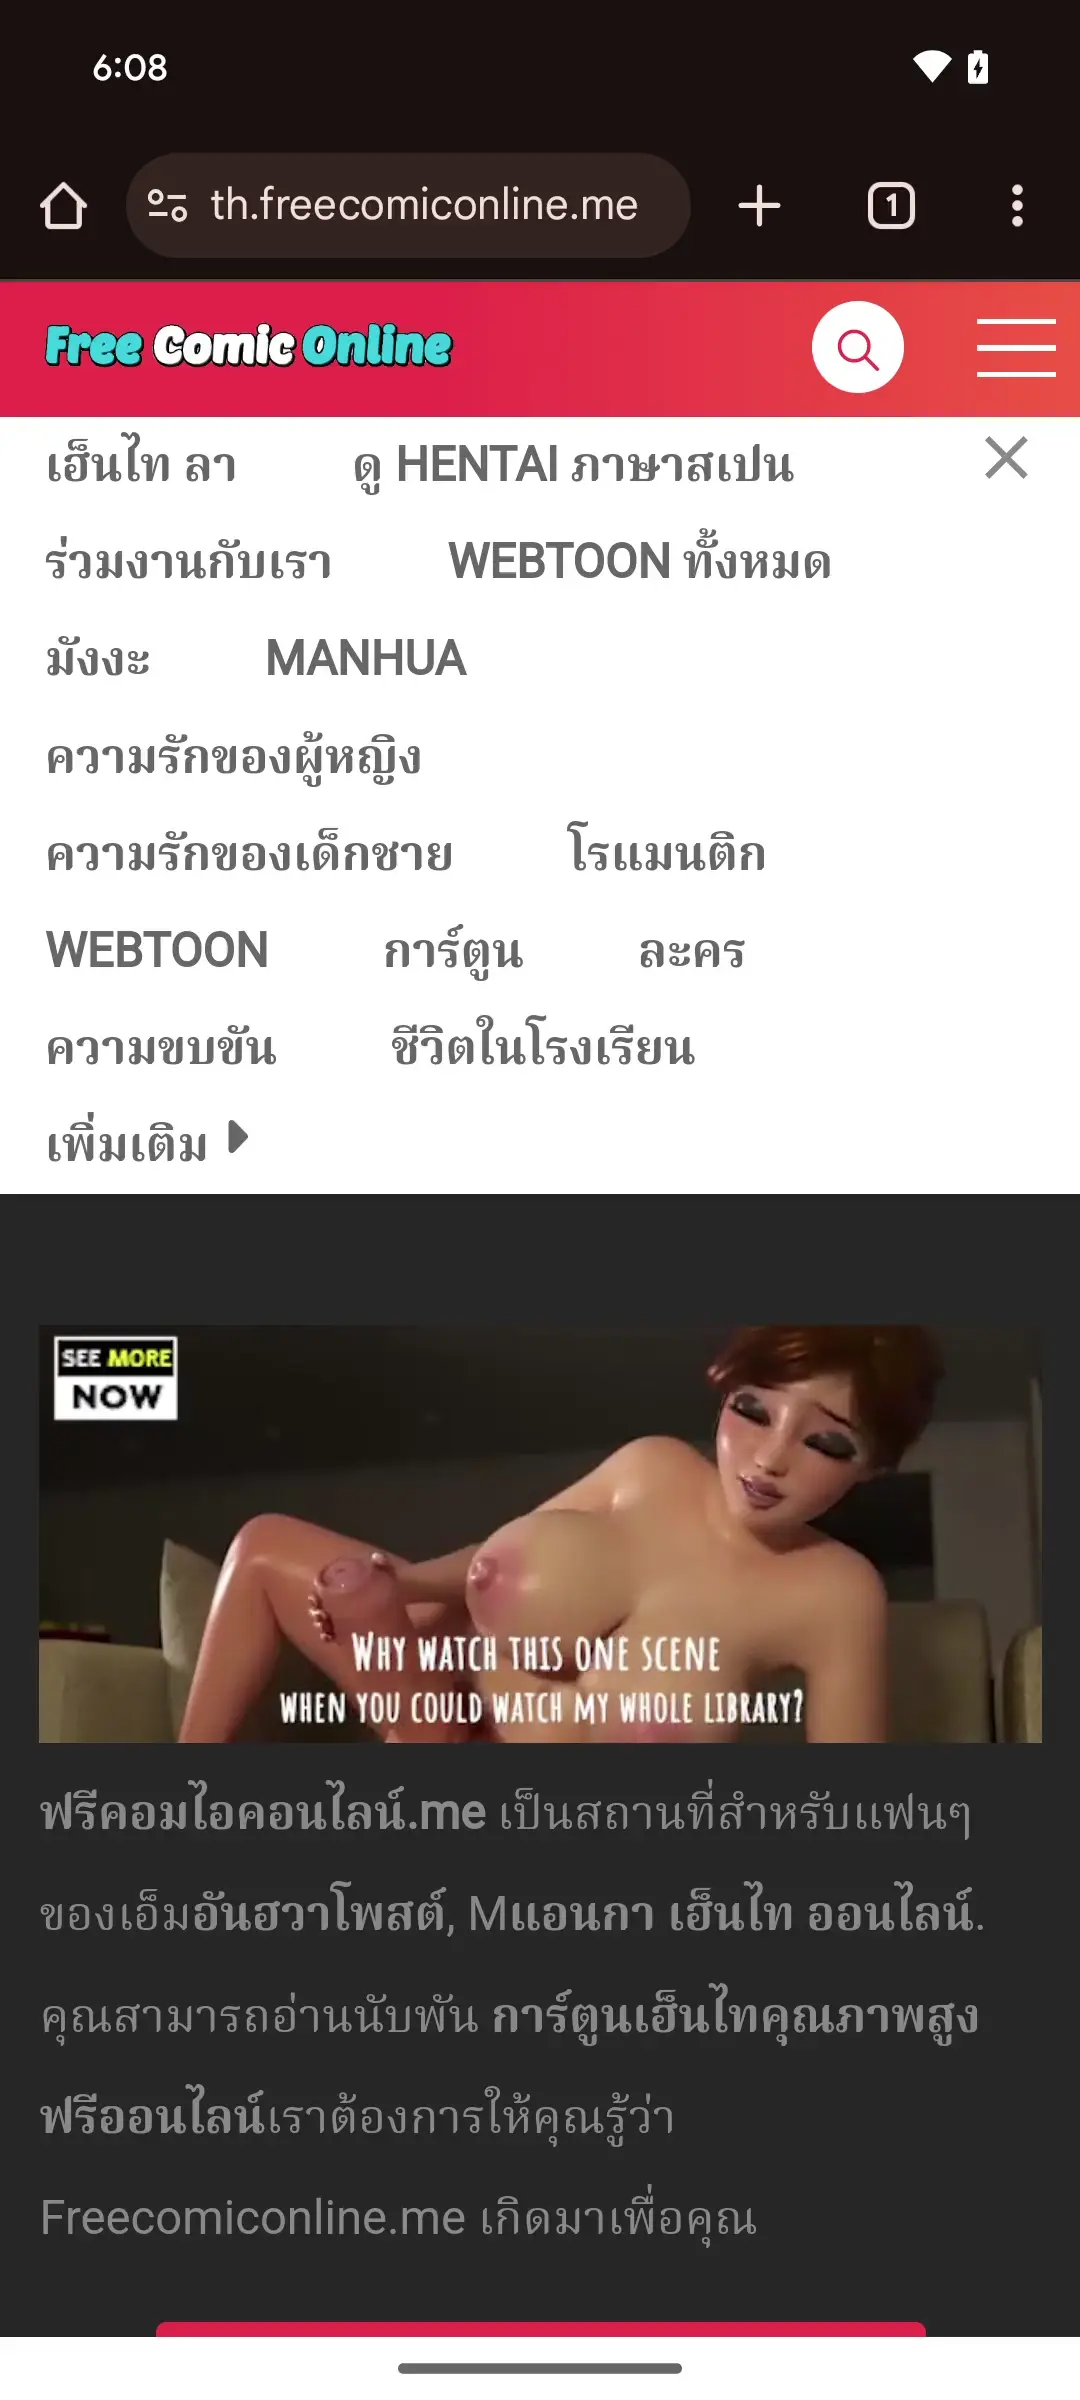 6:08
th.freecomiconline.me
1
Free Comic Online
เฮ็นไท ลา ดู HENTAI ภาษาสเปน
ร่วมงานกับเรา WEBTOON ทั้งหมด
มังงะ MANHUA
ความรักของผู้หญิง
ความรักของเด็กชาย โรแมนติก
WEBTOON การ์ตูน ละคร
ความขบขัน ชีวิตในโรงเรียน
เพิ่มเติม
SEE MORE
NOW
WHY WATCH THIS ONE SCENE
WHEN YOU COULD WATCH MY WHOLE LIBRARY?
ฟรีคอมไอคอนไลน์.me เป็นสถานที่สำหรับแฟนๆ
ของเอ็มอันฮวาโพสต์, Mแอนกา เฮ็นไท ออนไลน์.
คุณสามารถอ่านนับพัน การ์ตูนเฮ็นไทคุณภาพสูง
ฟรีออนไลน์เราต้องการให้คุณรู้ว่า
Freecomiconline.me เกิดมาเพื่อคุณ